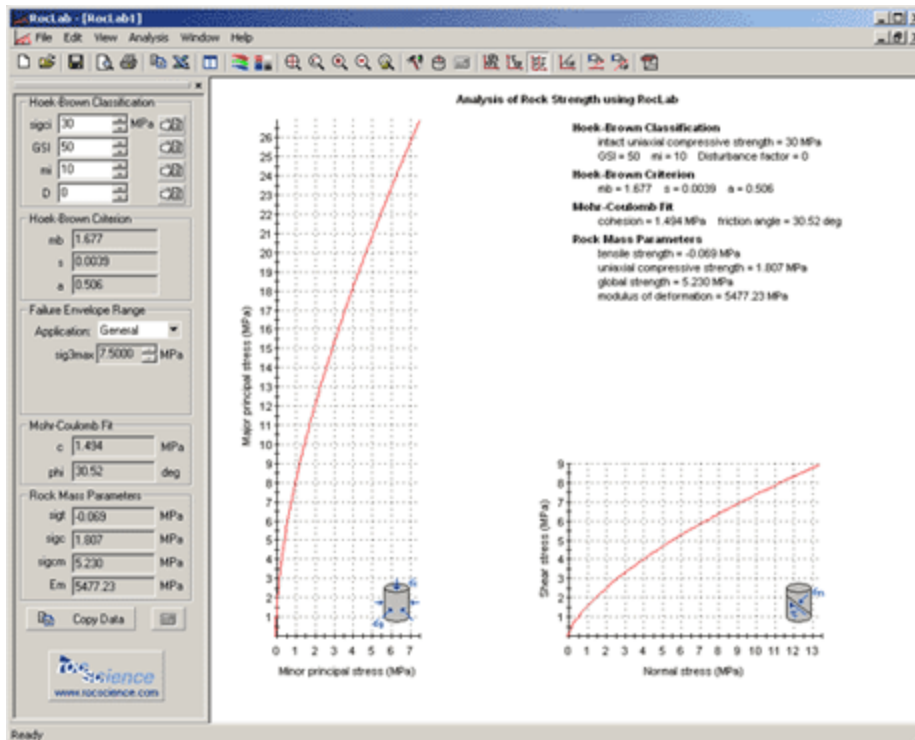 RocLab - [RocLab1]
File Edit View Analysis Window Help
Hoek-Brown Classification
sigci 30 MPa
GSI 50
mi 10
D 0
Hoek-Brown Criterion
mb 1.677
s 0.0039
a 0.506
Failure Envelope Range
Application: General
sig3max 7.5000 MPa
Mohr-Coulomb Fit
c 1.494 MPa
phi 30.52 deg
Rock Mass Parameters
sigt -0.069 MPa
sigc 1.807 MPa
sigcm 5.230 MPa
Em 5477.23 MPa
Copy Data
rocscience
www.rocscience.com
Ready
Analysis of Rock Strength using RocLab
Hoek-Brown Classification
intact uniaxial compressive strength = 30 MPa
GSI = 50 mi = 10 Disturbance factor = 0
Hoek-Brown Criterion
mb = 1.677 s = 0.0039 a = 0.506
Mohr-Coulomb Fit
cohesion = 1.494 MPa friction angle = 30.52 deg
Rock Mass Parameters
tensile strength = -0.069 MPa
uniaxial compressive strength = 1.807 MPa
global strength = 5.230 MPa
modulus of deformation = 5477.23 MPa
Major principal stress (MPa)
26
25
24
23
22
21
20
19
18
17
16
15
14
13
12
11
10
9
8
7
6
5
4
3
2
1
0 1 2 3 4 5 6 7
Minor principal stress (MPa)
Shear stress (MPa)
9
8
7
6
5
4
3
2
1
0 1 2 3 4 5 6 7 8 9 10 11 12 13
Normal stress (MPa)